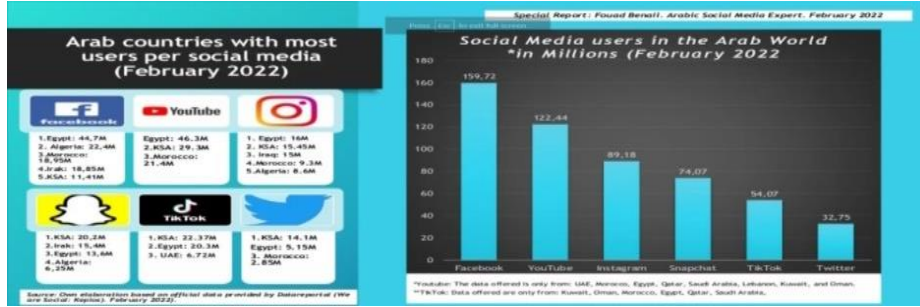 Special Report: Fouad Benali. Arabic Social Media Expert. February 2022
Press Esc to exit full screen
Arab countries with most
users per social media
(February 2022)
facebook
1.Egypt: 44,7M
2. Algeria: 22,4M
3.Morocco:
18,95M
4.Irak: 18,85M
5.KSA: 11,41M
YouTube
Egypt: 46.3M
2.KSA: 29.3M
3.Morocco:
21.4M
1. Egypt: 16M
2. KSA: 15.45M
3. Iraq: 15M
4.Morocco: 9.3M
5.Algeria: 8.6M
1.KSA: 20,2M
2.Irak: 15,4M
3.Egypt: 13,6M
4.Algeria:
6,25M
TikTok
1.KSA: 22.37M
2.Egypt: 20.3M
3. UAE: 6.72M
1.KSA: 14.1M
Egypt: 5.15M
3. Morocco:
2.85M
Source: Own elaboration based on official data provided by Datareportal (We
are Social; Kepios). February 2022).
Social Media users in the Arab World
*in Millions (February 2022
180
160
140
120
100
80
60
40
20
0
159,72
122,44
89,18
74,07
54,07
32,75
Facebook
YouTube
Instagram
Snapchat
TikTok
Twitter
*Youtube: The data offered is only from: UAE, Morocco, Egypt, Qatar, Saudi Arabia, Lebanon, Kuwait, and Oman.
**TikTok: Data offered are only from: Kuwait, Oman, Morocco, Egypt, Qatar, Saudi Arabia.